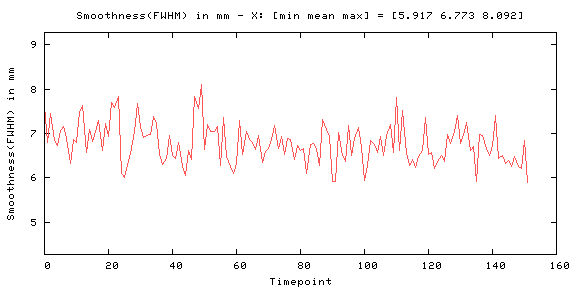 Smoothness(FWHM) in mm - X: [min mean max] = [5.917 6.773 8.092]
Smoothness(FWHM) in mm
9
8
7
6
5
0 20 40 60 80 100 120 140 160
Timepoint